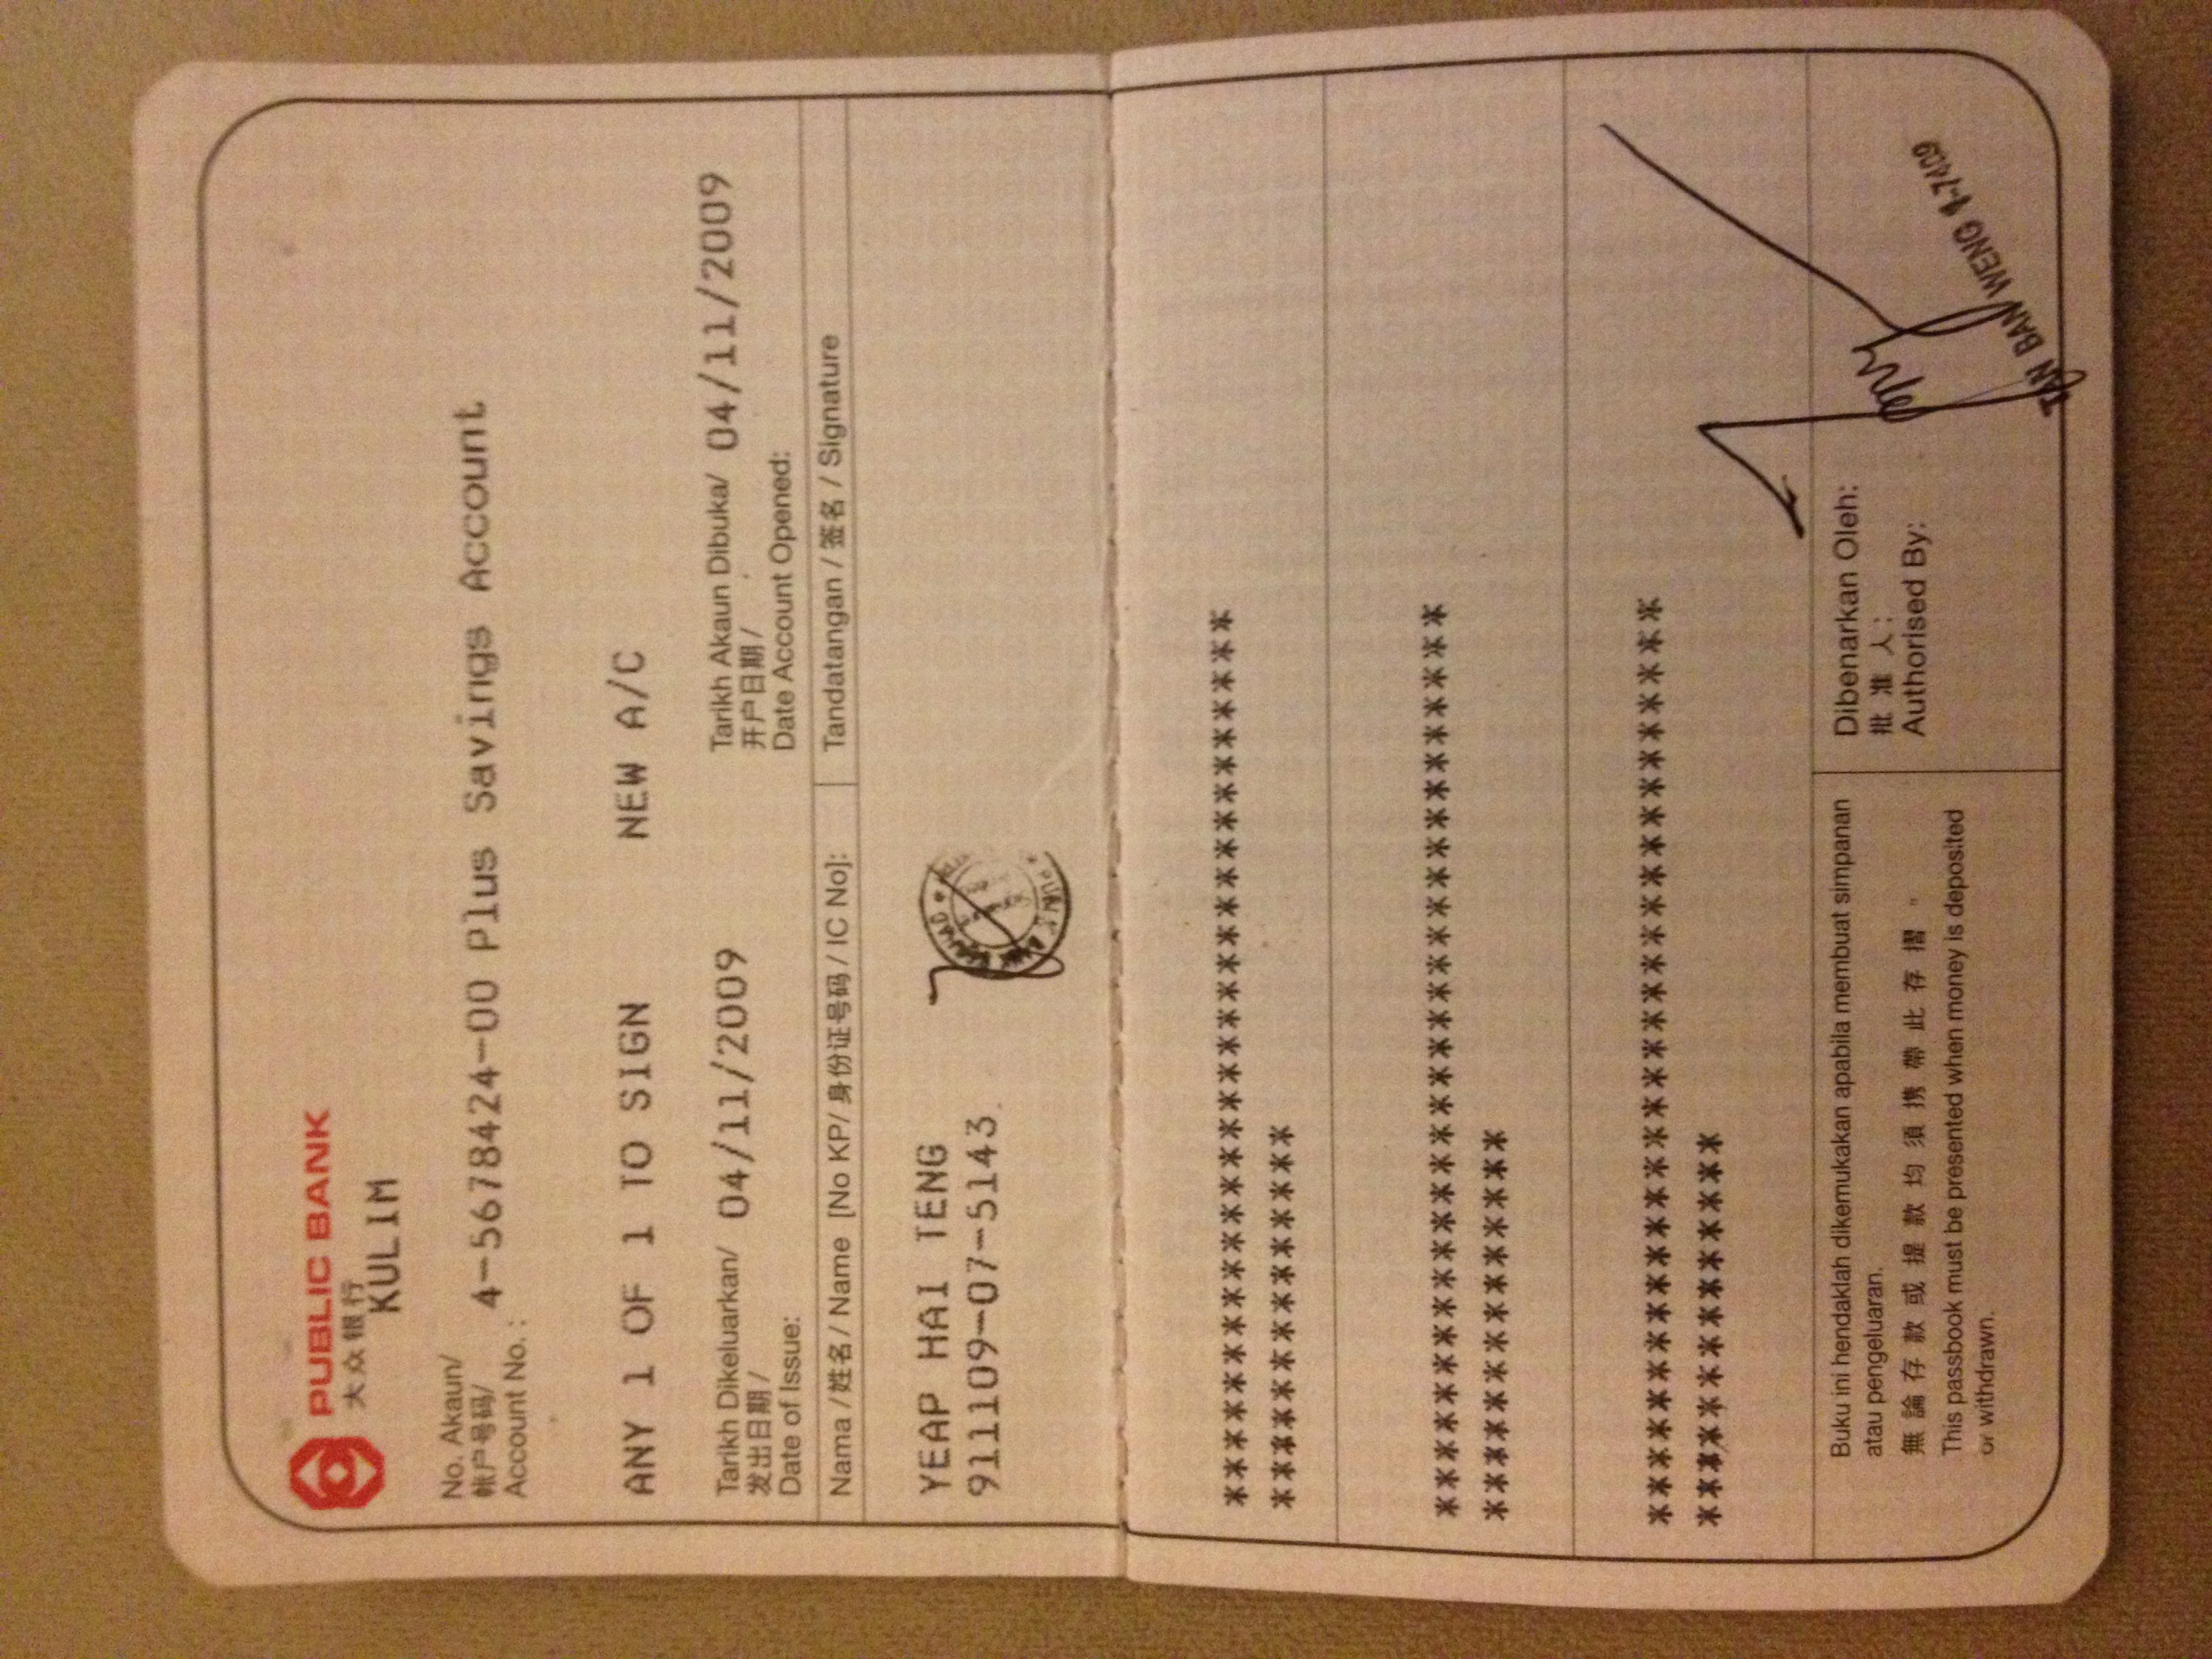 PUBLIC BANK
大众银行
KULIM
No. Akaun/
帐户号码/
Account No. :
4-5678424-00 Plus Savings Account
ANY 1 OF 1 TO SIGN NEW A/C
Tarikh Dikeluarkan/ 04/11/2009 Tarikh Akaun Dibuka/ 04/11/2009
发出日期 / 开户日期 /
Date of Issue: Date Account Opened:
Nama / 姓名 / Name [No KP/ 身份证号码 / IC No]: Tandatangan / 签名 / Signature
YEAP HAI TENG
911109-07-5143
********************************
**************
********************************
**************
********************************
**************
Buku ini hendaklah dikemukakan apabila membuat simpanan
atau pengeluaran.
無論存款或提款均須携帶此存摺。
This passbook must be presented when money is deposited
or withdrawn.
Dibenarkan Oleh:
批准人:
Authorised By:
TAN BAN WENG